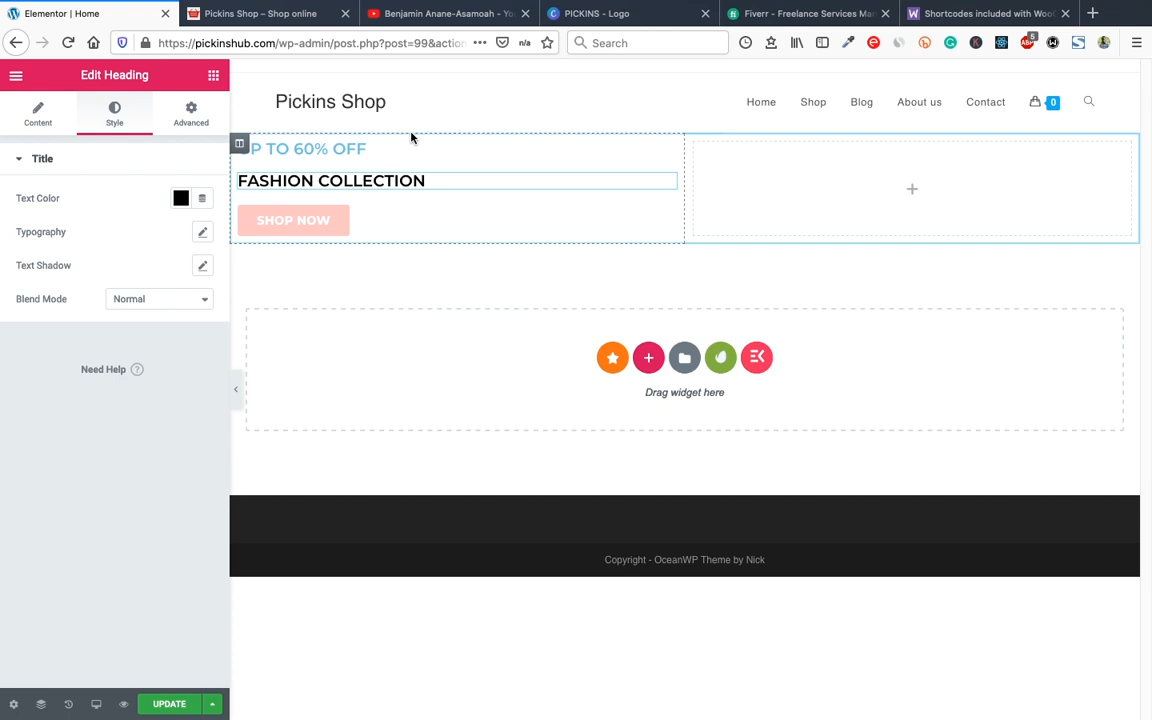 Elementor | Home
Pickins Shop – Shop online
Benjamin Anane-Asamoah - Yo
PICKINS - Logo
Fiverr - Freelance Services Mar
Shortcodes included with Woo
https://pickinshub.com/wp-admin/post.php?post=99&action
n/a
Search
5
Edit Heading
Content
Style
Advanced
Title
Text Color
Typography
Text Shadow
Blend Mode
Normal
Need Help ?
UPDATE
Pickins Shop
Home
Shop
Blog
About us
Contact
0
P TO 60% OFF
FASHION COLLECTION
SHOP NOW
Drag widget here
Copyright - OceanWP Theme by Nick